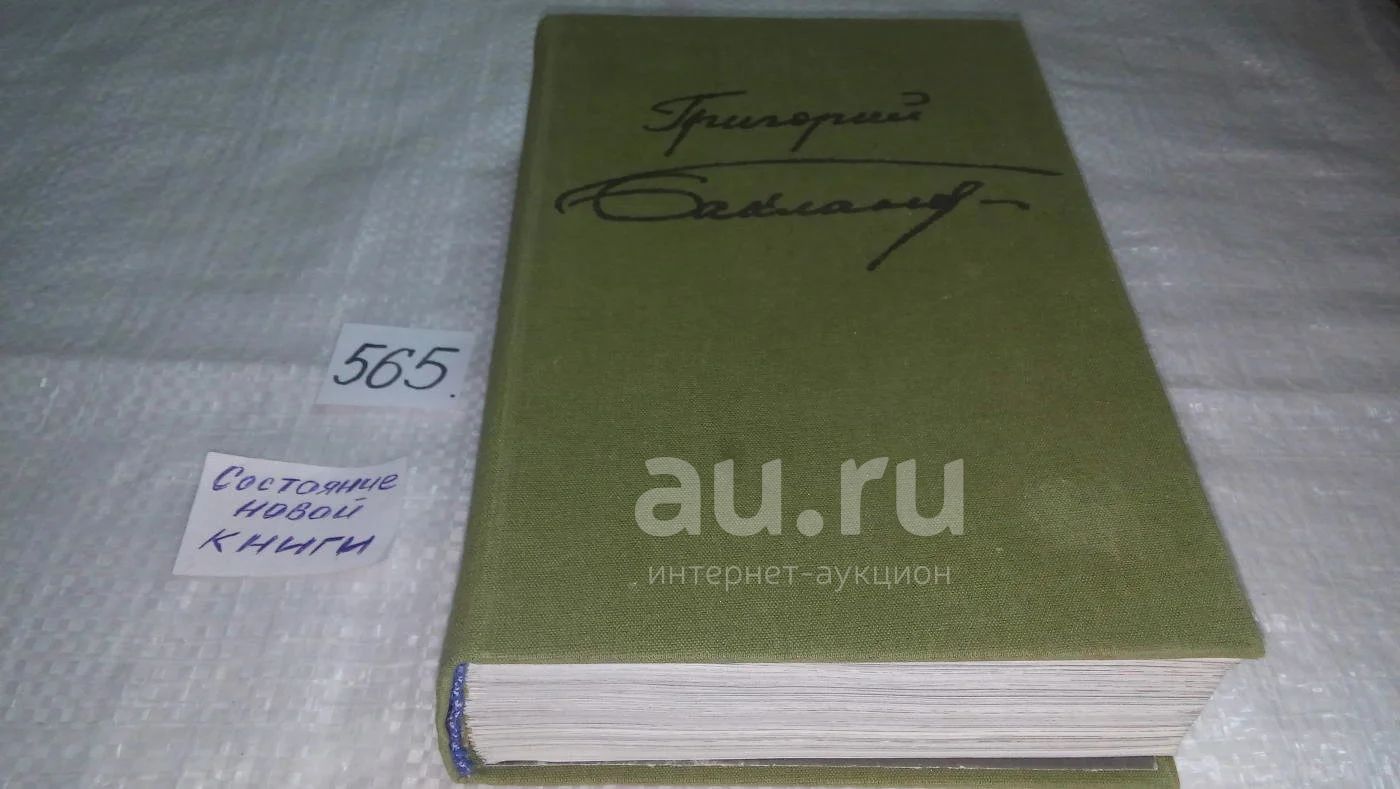 Григорий
Бакланов
565.
Состояние
новой
книги
au.ru
интернет-аукцион